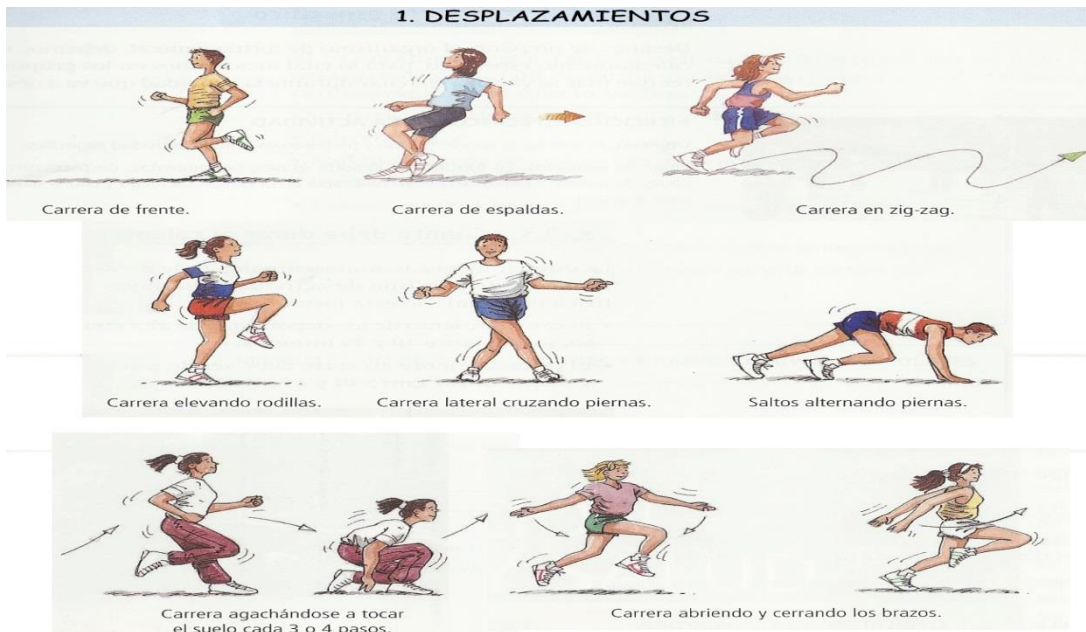 1. DESPLAZAMIENTOS
Carrera de frente.
Carrera de espaldas.
Carrera en zig-zag.
Carrera elevando rodillas.
Carrera lateral cruzando piernas.
Saltos alternando piernas.
Carrera agachándose a tocar
el suelo cada 3 o 4 pasos.
Carrera abriendo y cerrando los brazos.